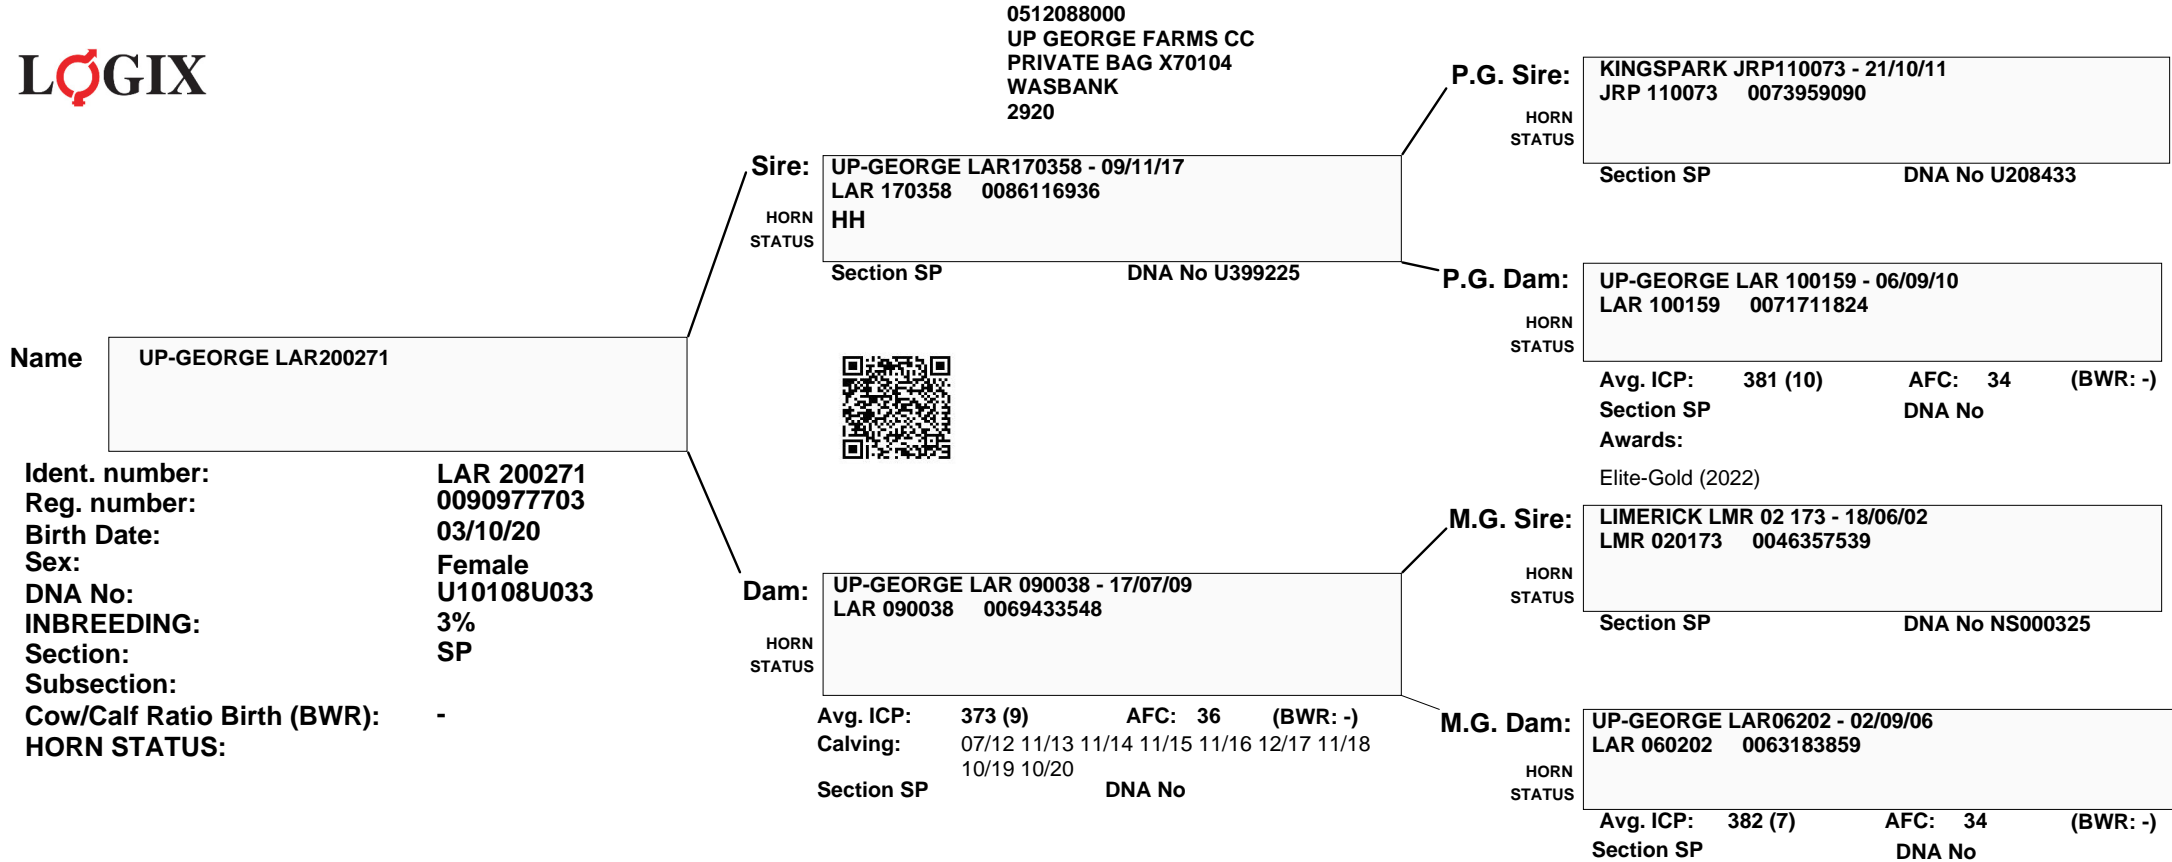 LOGIX
0512088000
UP GEORGE FARMS CC
PRIVATE BAG X70104
WASBANK
2920
Name
UP-GEORGE LAR200271
Ident. number: LAR 200271
Reg. number: 0090977703
Birth Date: 03/10/20
Sex: Female
DNA No: U10108U033
INBREEDING: 3%
Section: SP
Subsection:
Cow/Calf Ratio Birth (BWR): -
HORN STATUS:
Sire:
UP-GEORGE LAR170358 - 09/11/17
LAR 170358 0086116936
HORN STATUS
HH
Section SP DNA No U399225
Dam:
UP-GEORGE LAR 090038 - 17/07/09
LAR 090038 0069433548
HORN
STATUS
Avg. ICP: 373 (9) AFC: 36 (BWR: -)
Calving: 07/12 11/13 11/14 11/15 11/16 12/17 11/18
10/19 10/20
Section SP DNA No
P.G. Sire:
KINGSPARK JRP110073 - 21/10/11
JRP 110073 0073959090
HORN
STATUS
Section SP DNA No U208433
P.G. Dam:
UP-GEORGE LAR 100159 - 06/09/10
LAR 100159 0071711824
HORN
STATUS
Avg. ICP: 381 (10) AFC: 34 (BWR: -)
Section SP DNA No
Awards:
Elite-Gold (2022)
M.G. Sire:
LIMERICK LMR 02 173 - 18/06/02
LMR 020173 0046357539
HORN
STATUS
Section SP DNA No NS000325
M.G. Dam:
UP-GEORGE LAR06202 - 02/09/06
LAR 060202 0063183859
HORN
STATUS
Avg. ICP: 382 (7) AFC: 34 (BWR: -)
Section SP DNA No